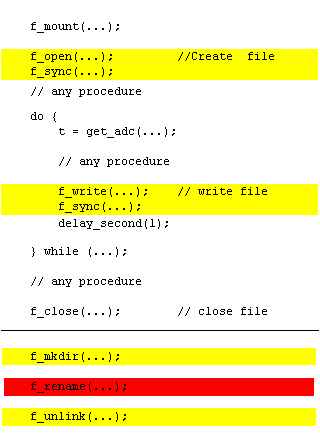 f_mount(...);
f_open(...);         //Create  file
f_sync(...);
// any procedure
do {
    t = get_adc(...);
    // any procedure
    f_write(...);    // write file
    f_sync(...);
    delay_second(1);
} while (...);
// any procedure
f_close(...);        // close file
f_mkdir(...);
f_rename(...);
f_unlink(...);